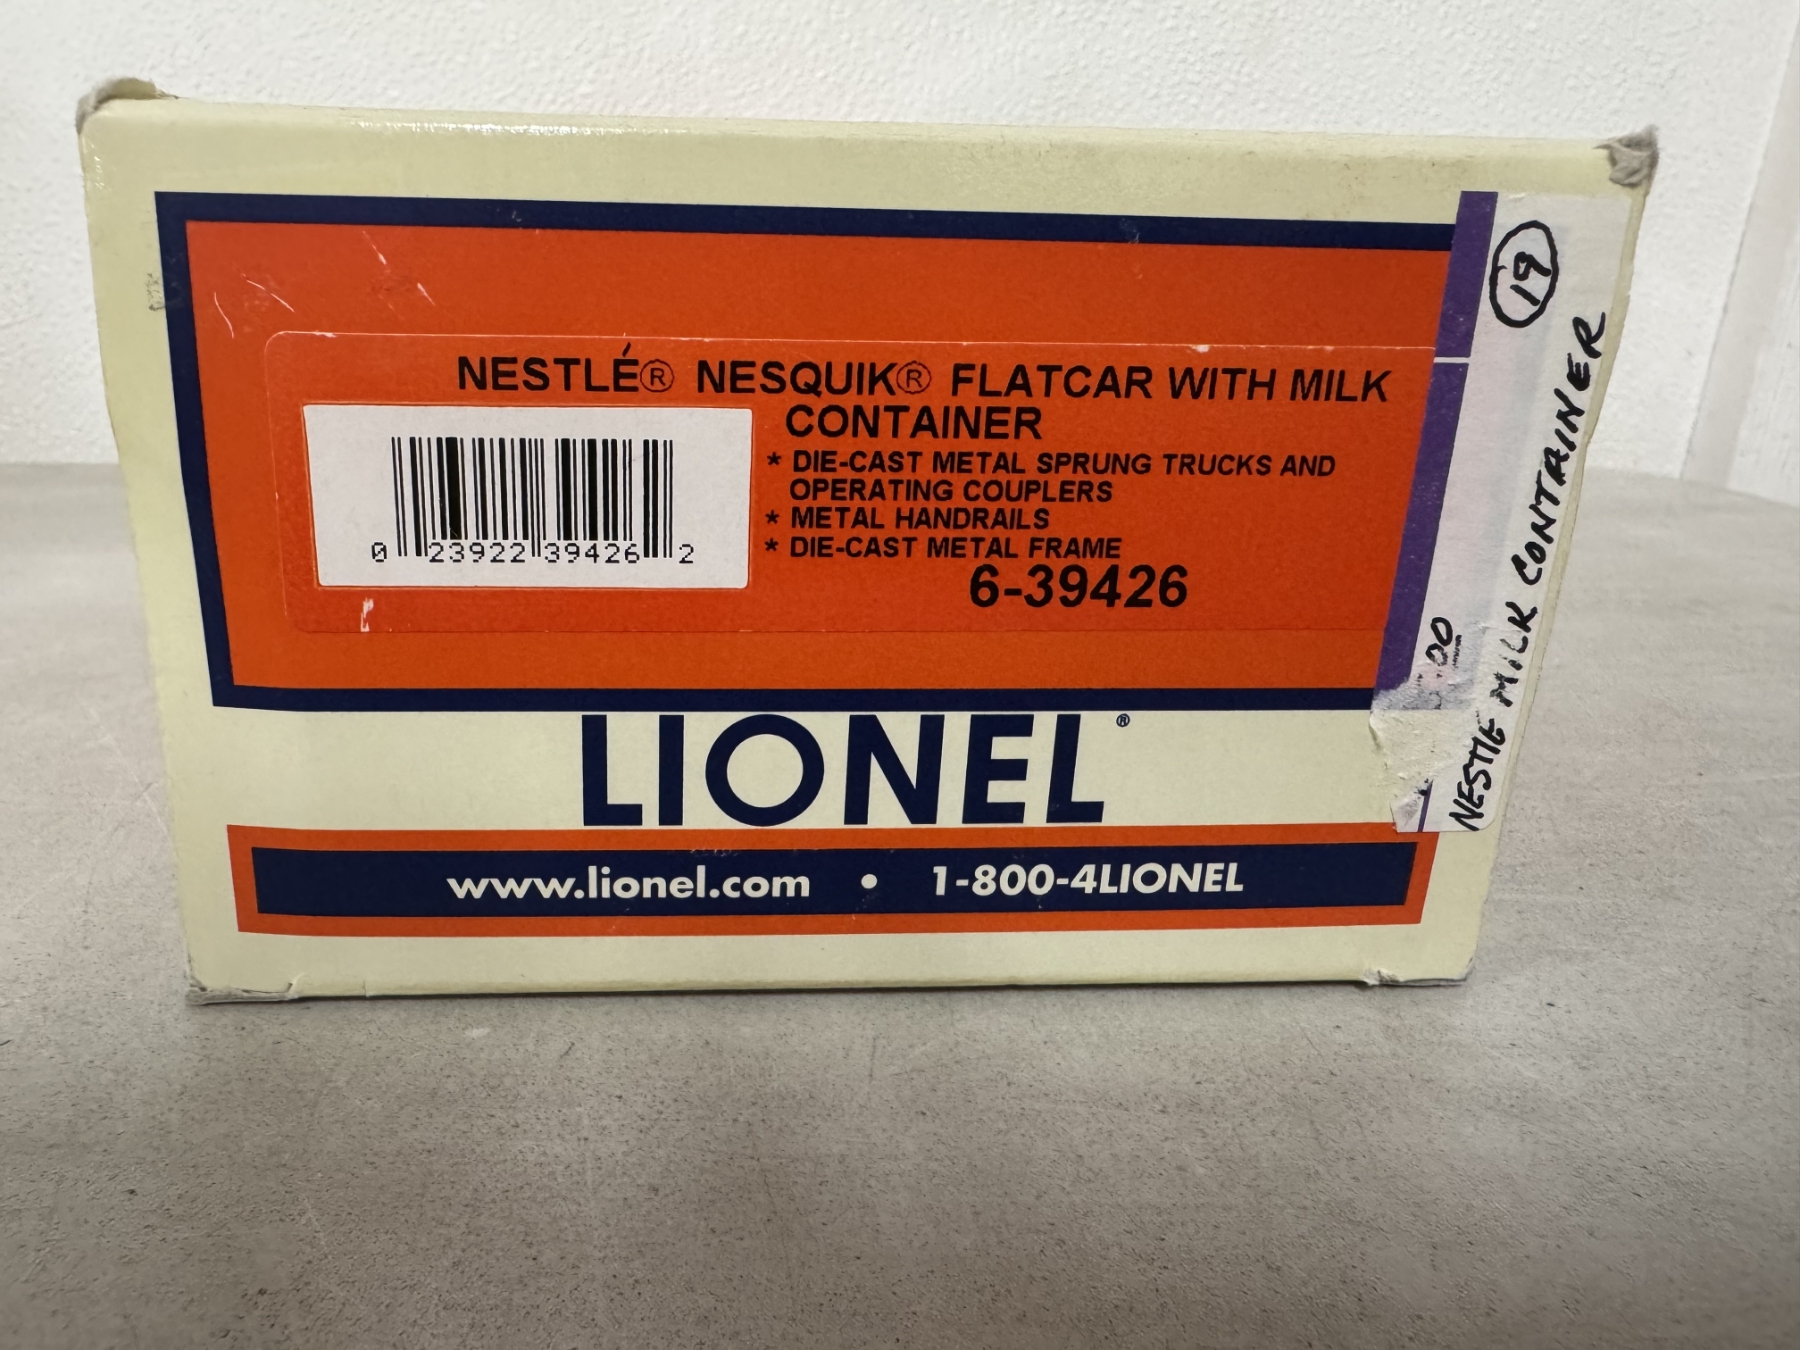 NESTLÉ® NESQUIK® FLATCAR WITH MILK
CONTAINER
* DIE-CAST METAL SPRUNG TRUCKS AND
OPERATING COUPLERS
* METAL HANDRAILS
* DIE-CAST METAL FRAME
6-39426
0 23922 39426 2
LIONEL®
www.lionel.com • 1-800-4LIONEL
19
NESTLE MILK CONTAINER
00